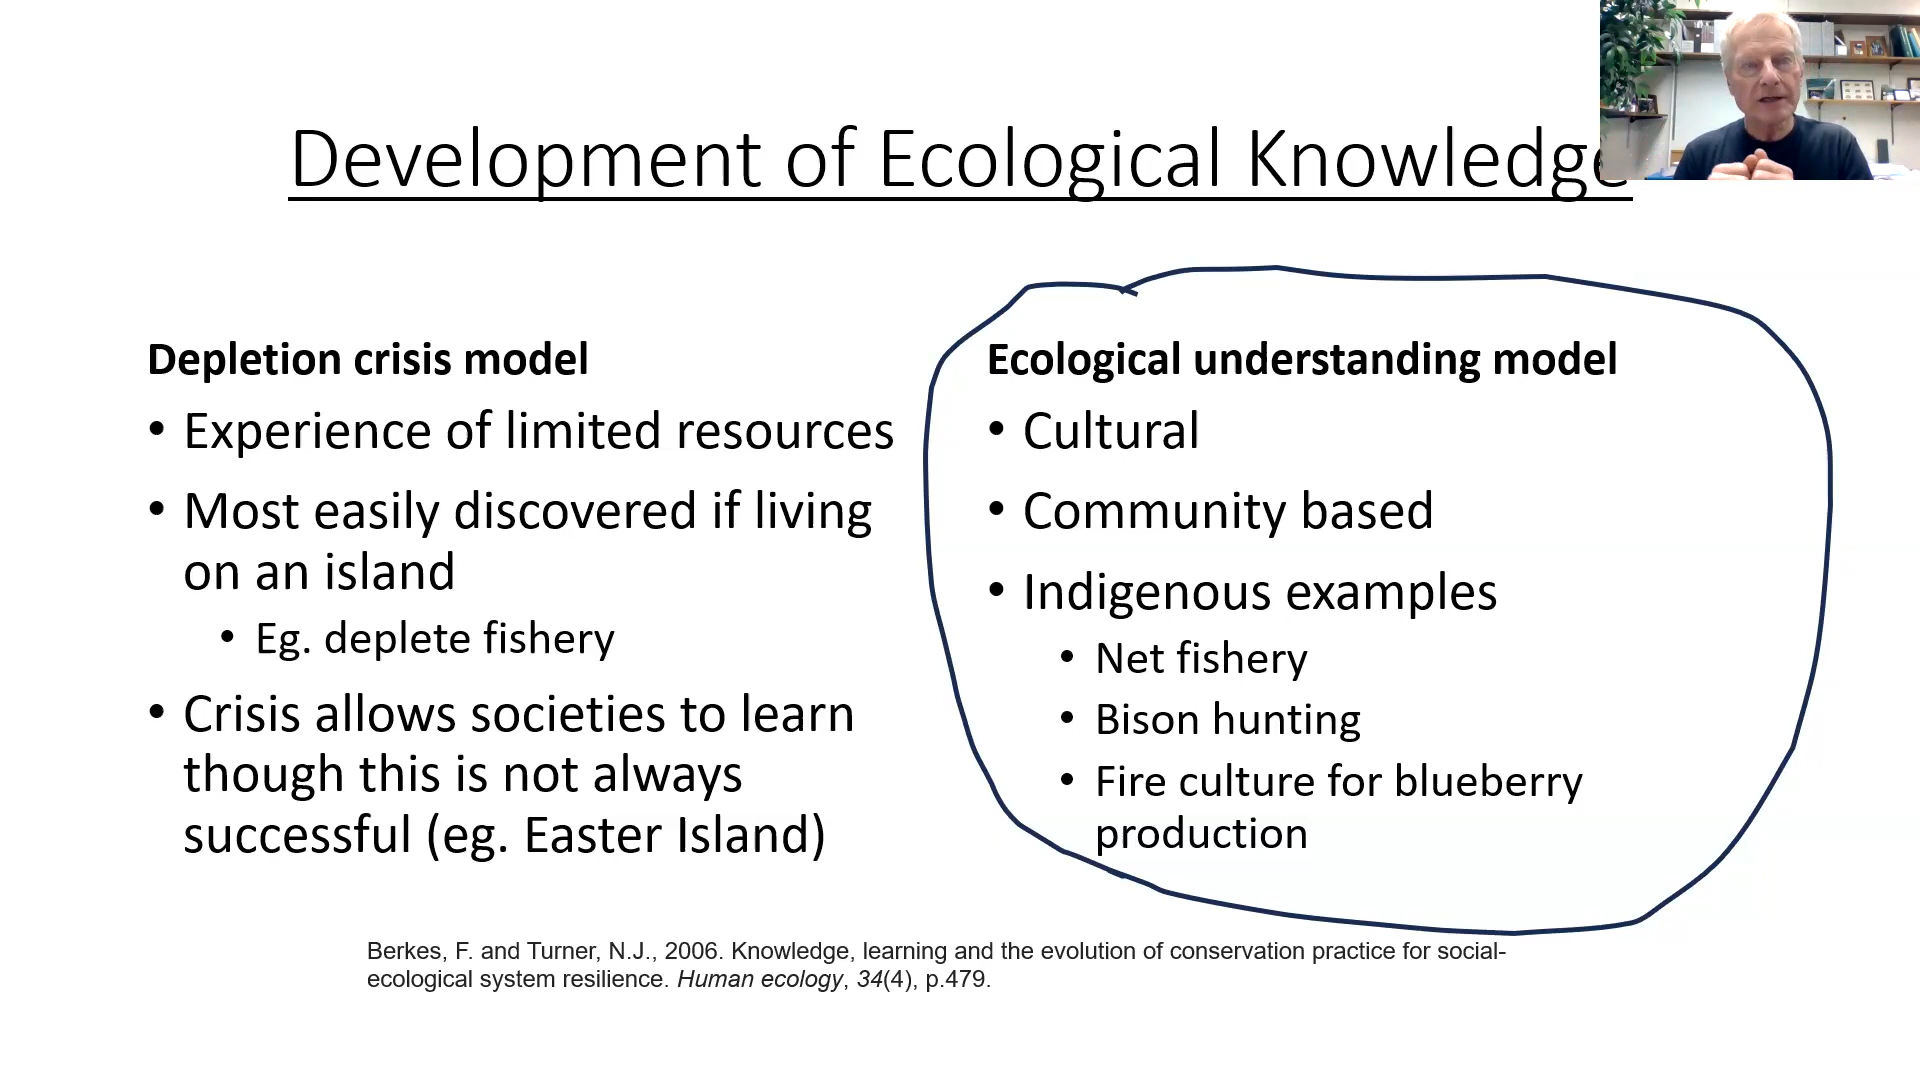 Development of Ecological Knowledge
Depletion crisis model
• Experience of limited resources
• Most easily discovered if living
on an island
• Eg. deplete fishery
• Crisis allows societies to learn
though this is not always
successful (eg. Easter Island)
Ecological understanding model
• Cultural
• Community based
• Indigenous examples
• Net fishery
• Bison hunting
• Fire culture for blueberry
production
Berkes, F. and Turner, N.J., 2006. Knowledge, learning and the evolution of conservation practice for social-
ecological system resilience. Human ecology, 34(4), p.479.